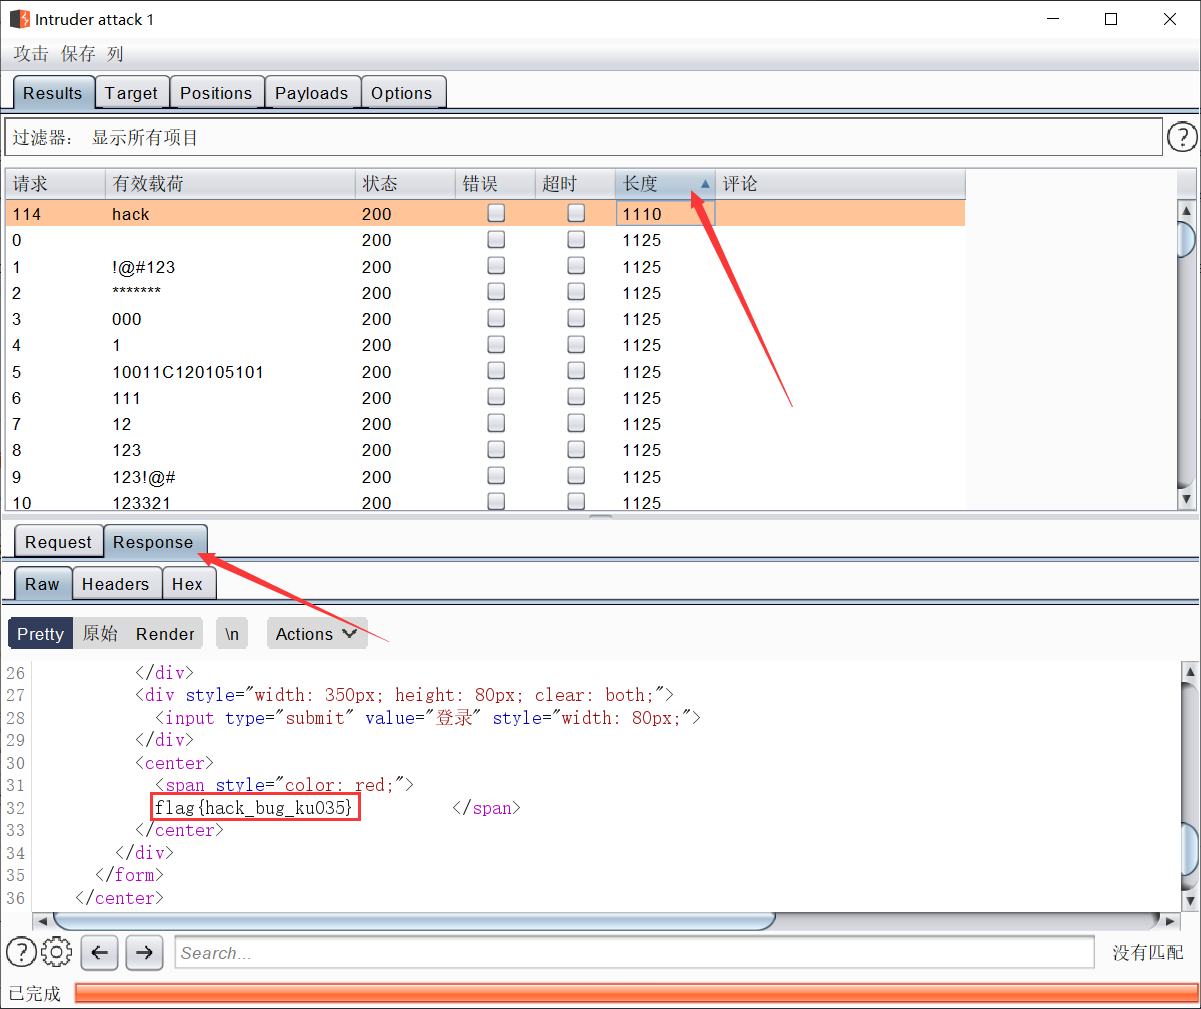 Intruder attack 1
攻击 保存 列
Results Target Positions Payloads Options
过滤器: 显示所有项目
?
请求 有效载荷 状态 错误 超时 长度 评论
114 hack 200 1110
0 200 1125
1 !@#123 200 1125
2 ******* 200 1125
3 000 200 1125
4 1 200 1125
5 10011C120105101 200 1125
6 111 200 1125
7 12 200 1125
8 123 200 1125
9 123!@# 200 1125
10 123321 200 1125
Request Response
Raw Headers Hex
Pretty 原始 Render \n Actions
26 </div>
27 <div style="width: 350px; height: 80px; clear: both;">
28 <input type="submit" value="登录" style="width: 80px;">
29 </div>
30 <center>
31 <span style="color: red;">
32 flag{hack_bug_ku035} </span>
33 </center>
34 </div>
35 </form>
36 </center>
? Search... 没有匹配
已完成